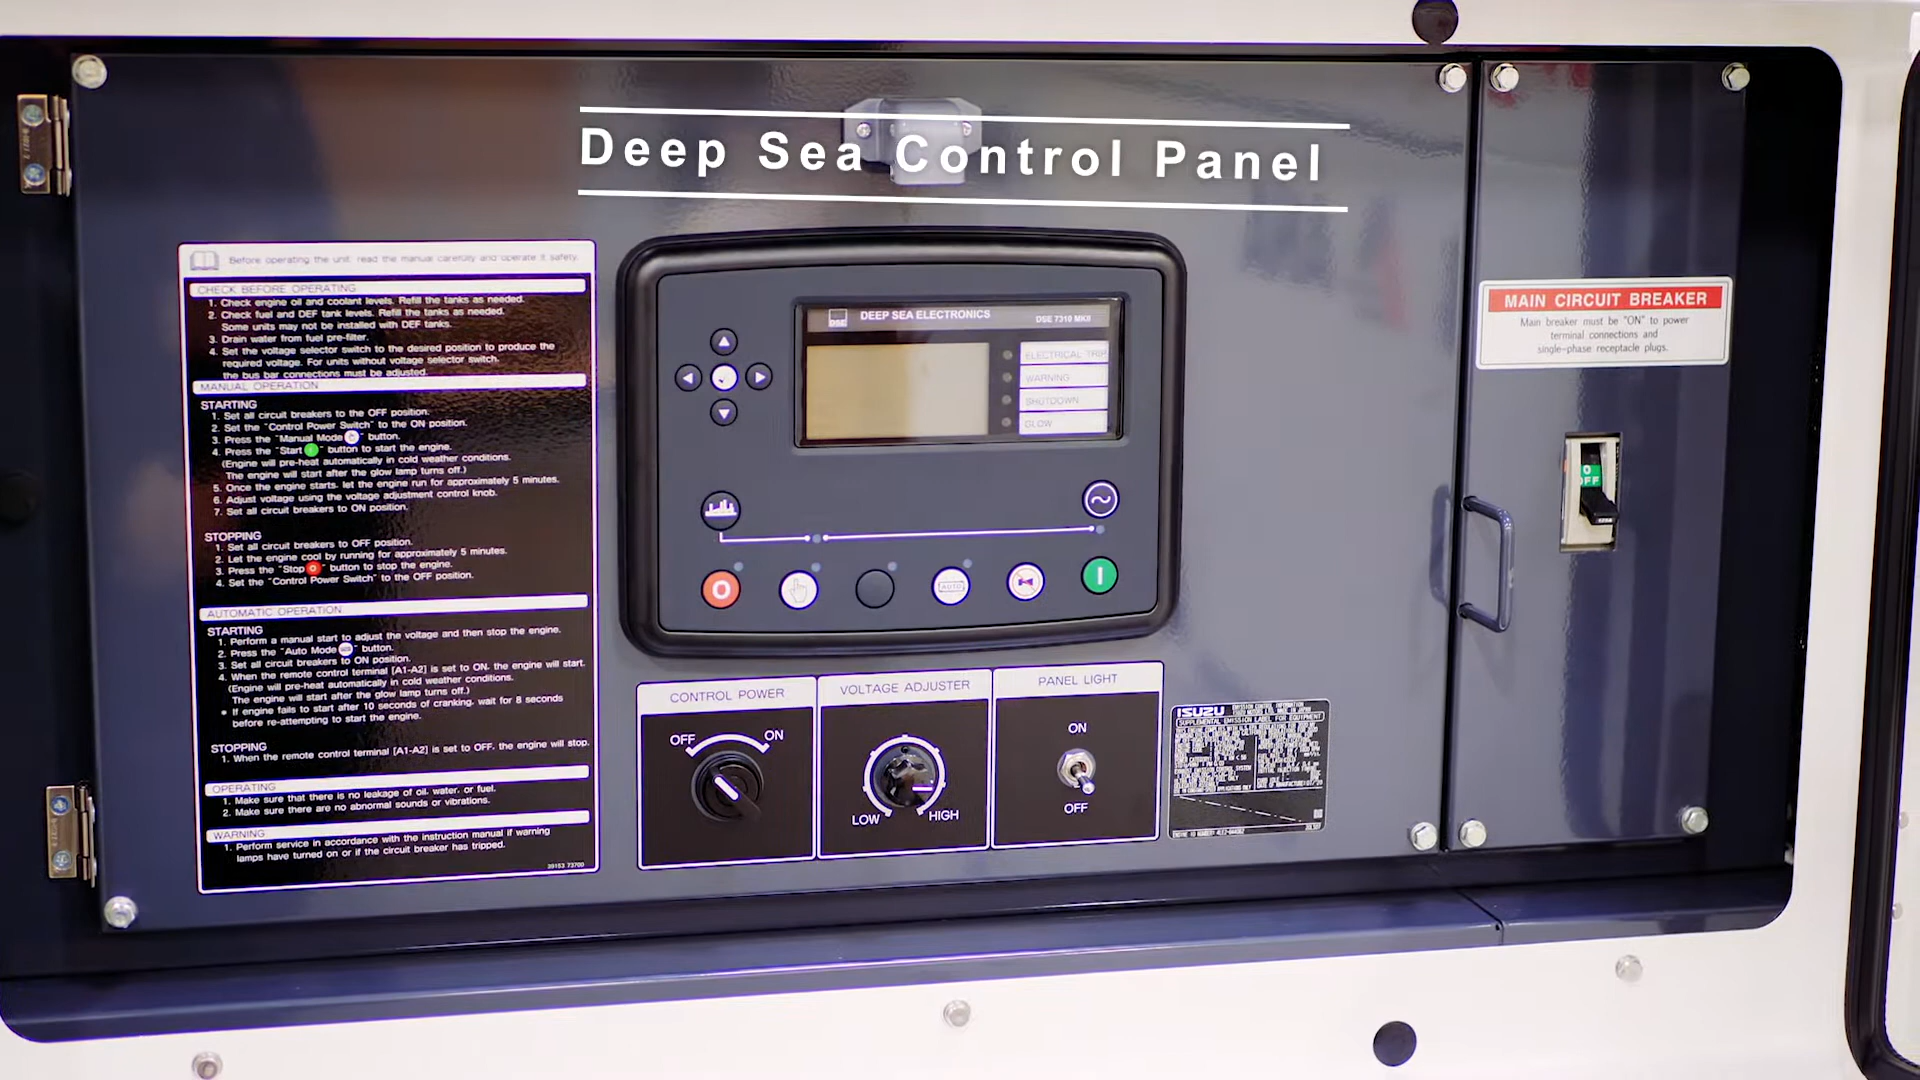 Deep Sea Control Panel
Before operating the unit, read the manual carefully and operate it safely.
CHECK BEFORE OPERATING
1. Check engine oil and coolant levels. Refill the tanks as needed.
2. Check fuel and DEF tank levels. Refill the tanks as needed.
Some units may not be installed with DEF tanks.
3. Drain water from fuel pre-filter.
4. Set the voltage selector switch to the desired position to produce the
required voltage. For units without voltage selector switch,
the bus bar connections must be adjusted.
MANUAL OPERATION
STARTING
1. Set all circuit breakers to the OFF position.
2. Set the "Control Power Switch" to the ON position.
3. Press the "Manual Mode" button.
4. Press the "Start" button to start the engine.
(Engine will pre-heat automatically in cold weather conditions.
The engine will start after the glow lamp turns off.)
5. Once the engine starts, let the engine run for approximately 5 minutes.
6. Adjust voltage using the voltage adjustment control knob.
7. Set all circuit breakers to ON position.
STOPPING
1. Set all circuit breakers to OFF position.
2. Let the engine cool by running for approximately 5 minutes.
3. Press the "Stop O" button to stop the engine.
4. Set the "Control Power Switch" to the OFF position.
AUTOMATIC OPERATION
STARTING
1. Perform a manual start to adjust the voltage and then stop the engine.
2. Press the "Auto Mode" button.
3. Set all circuit breakers to ON position.
4. When the remote control terminal [A1-A2] is set to ON, the engine will start.
(Engine will pre-heat automatically in cold weather conditions.
The engine will start after the glow lamp turns off.)
• If engine fails to start after 10 seconds of cranking, wait for 8 seconds
before re-attempting to start the engine.
STOPPING
1. When the remote control terminal [A1-A2] is set to OFF, the engine will stop.
OPERATING
1. Make sure that there is no leakage of oil, water, or fuel.
2. Make sure there are no abnormal sounds or vibrations.
WARNING
1. Perform service in accordance with the instruction manual if warning
lamps have turned on or if the circuit breaker has tripped.
39153 73700
DSE DEEP SEA ELECTRONICS DSE 7310 MKII
ELECTRICAL TRIP
WARNING
SHUTDOWN
GLOW
O AUTO I
CONTROL POWER
OFF ON
VOLTAGE ADJUSTER
LOW HIGH
PANEL LIGHT
ON
OFF
ISUZU EMISSION CONTROL INFORMATION
ISUZU MOTORS LTD. MADE IN JAPAN
SUPPLEMENTAL EMISSION LABEL FOR EQUIPMENT
MAIN CIRCUIT BREAKER
Main breaker must be "ON" to power
terminal connections and
single-phase receptacle plugs.
O
OFF